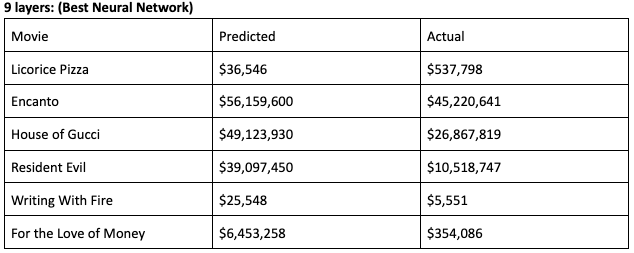 9 layers: (Best Neural Network)
Movie Predicted Actual
Licorice Pizza $36,546 $537,798
Encanto $56,159,600 $45,220,641
House of Gucci $49,123,930 $26,867,819
Resident Evil $39,097,450 $10,518,747
Writing With Fire $25,548 $5,551
For the Love of Money $6,453,258 $354,086